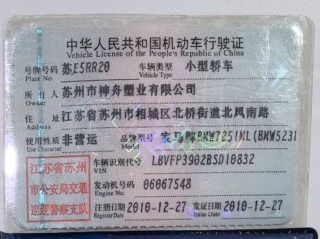 中华人民共和国机动车行驶证
Vehicle License of the People's Republic of China
号牌号码 苏E5RR20 车辆类型 小型轿车
Plate No. Vehicle Type
所有人 苏州市神舟塑业有限公司
Owner
住址 江苏省苏州市相城区北桥街道北凤南路
Address
使用性质 非营运 品牌型号 宝马牌BMW7251ML(BMW523l
Use Character Model
江苏省苏州市公安局交通巡逻警察支队
车辆识别代号 LBVFP3902BSD10832
VIN
发动机号码 06067548
Engine No.
注册日期 2010-12-27 发证日期 2010-12-27
Register Date Issue Date